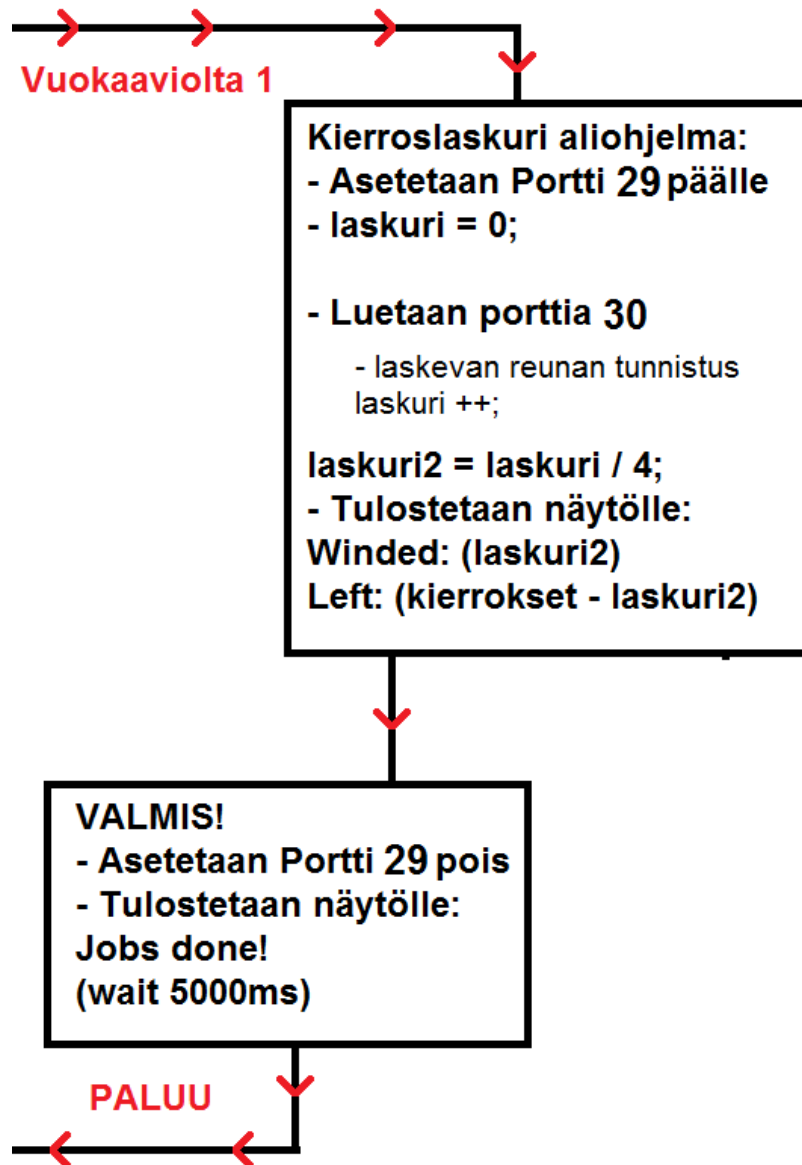 Vuokaaviolta 1
Kierroslaskuri aliohjelma:
- Asetetaan Portti 29 päälle
- laskuri = 0;
- Luetaan porttia 30
- laskevan reunan tunnistus
laskuri ++;
laskuri2 = laskuri / 4;
- Tulostetaan näytölle:
Winded: (laskuri2)
Left: (kierrokset - laskuri2)
VALMIS!
- Asetetaan Portti 29 pois
- Tulostetaan näytölle:
Jobs done!
(wait 5000ms)
PALUU